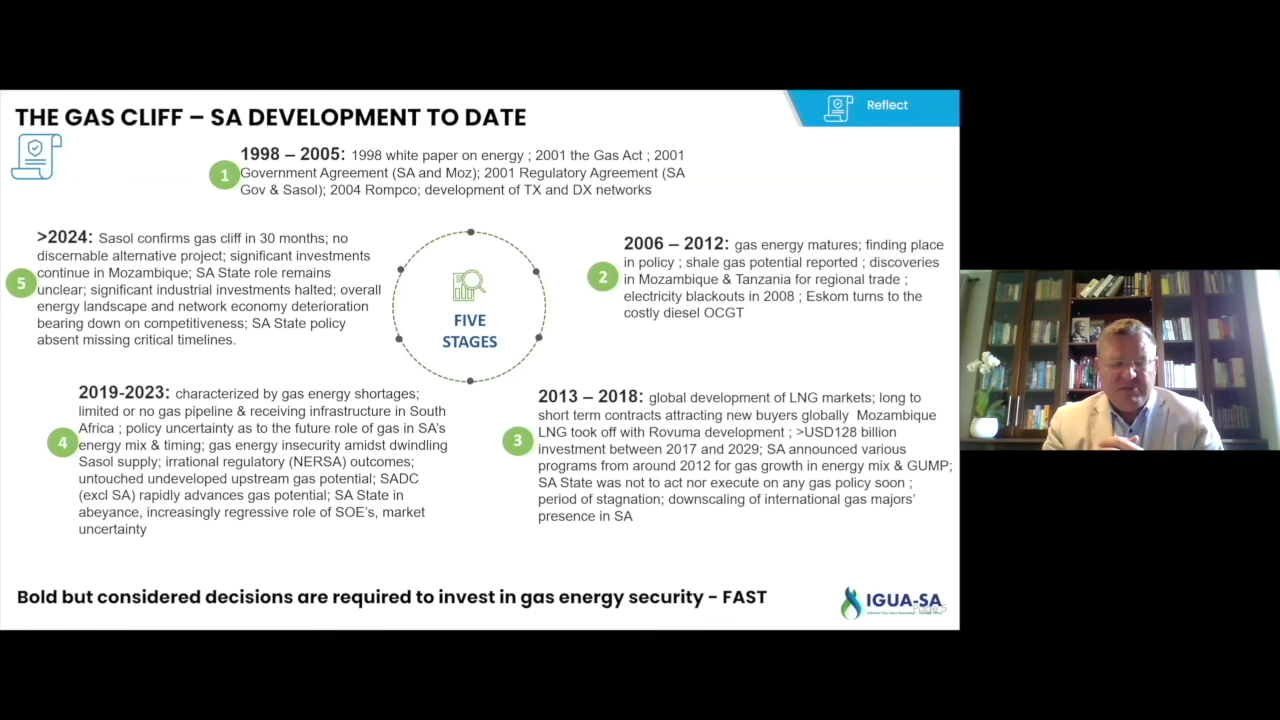 THE GAS CLIFF – SA DEVELOPMENT TO DATE
Reflect
1
1998 – 2005: 1998 white paper on energy ; 2001 the Gas Act ; 2001
Government Agreement (SA and Moz); 2001 Regulatory Agreement (SA
Gov & Sasol); 2004 Rompco; development of TX and DX networks
2
2006 – 2012: gas energy matures; finding place
in policy ; shale gas potential reported ; discoveries
in Mozambique & Tanzania for regional trade ;
electricity blackouts in 2008 ; Eskom turns to the
costly diesel OCGT
3
2013 – 2018: global development of LNG markets; long to
short term contracts attracting new buyers globally Mozambique
LNG took off with Rovuma development ; >USD128 billion
investment between 2017 and 2029; SA announced various
programs from around 2012 for gas growth in energy mix & GUMP;
SA State was not to act nor execute on any gas policy soon ;
period of stagnation; downscaling of international gas majors'
presence in SA
4
2019-2023: characterized by gas energy shortages;
limited or no gas pipeline & receiving infrastructure in South
Africa ; policy uncertainty as to the future role of gas in SA's
energy mix & timing; gas energy insecurity amidst dwindling
Sasol supply; irrational regulatory (NERSA) outcomes;
untouched undeveloped upstream gas potential; SADC
(excl SA) rapidly advances gas potential; SA State in
abeyance, increasingly regressive role of SOE's, market
uncertainty
5
>2024: Sasol confirms gas cliff in 30 months; no
discernable alternative project; significant investments
continue in Mozambique; SA State role remains
unclear; significant industrial investments halted; overall
energy landscape and network economy deterioration
bearing down on competitiveness; SA State policy
absent missing critical timelines.
FIVE
STAGES
Bold but considered decisions are required to invest in gas energy security - FAST
IGUA-SA
Page 5